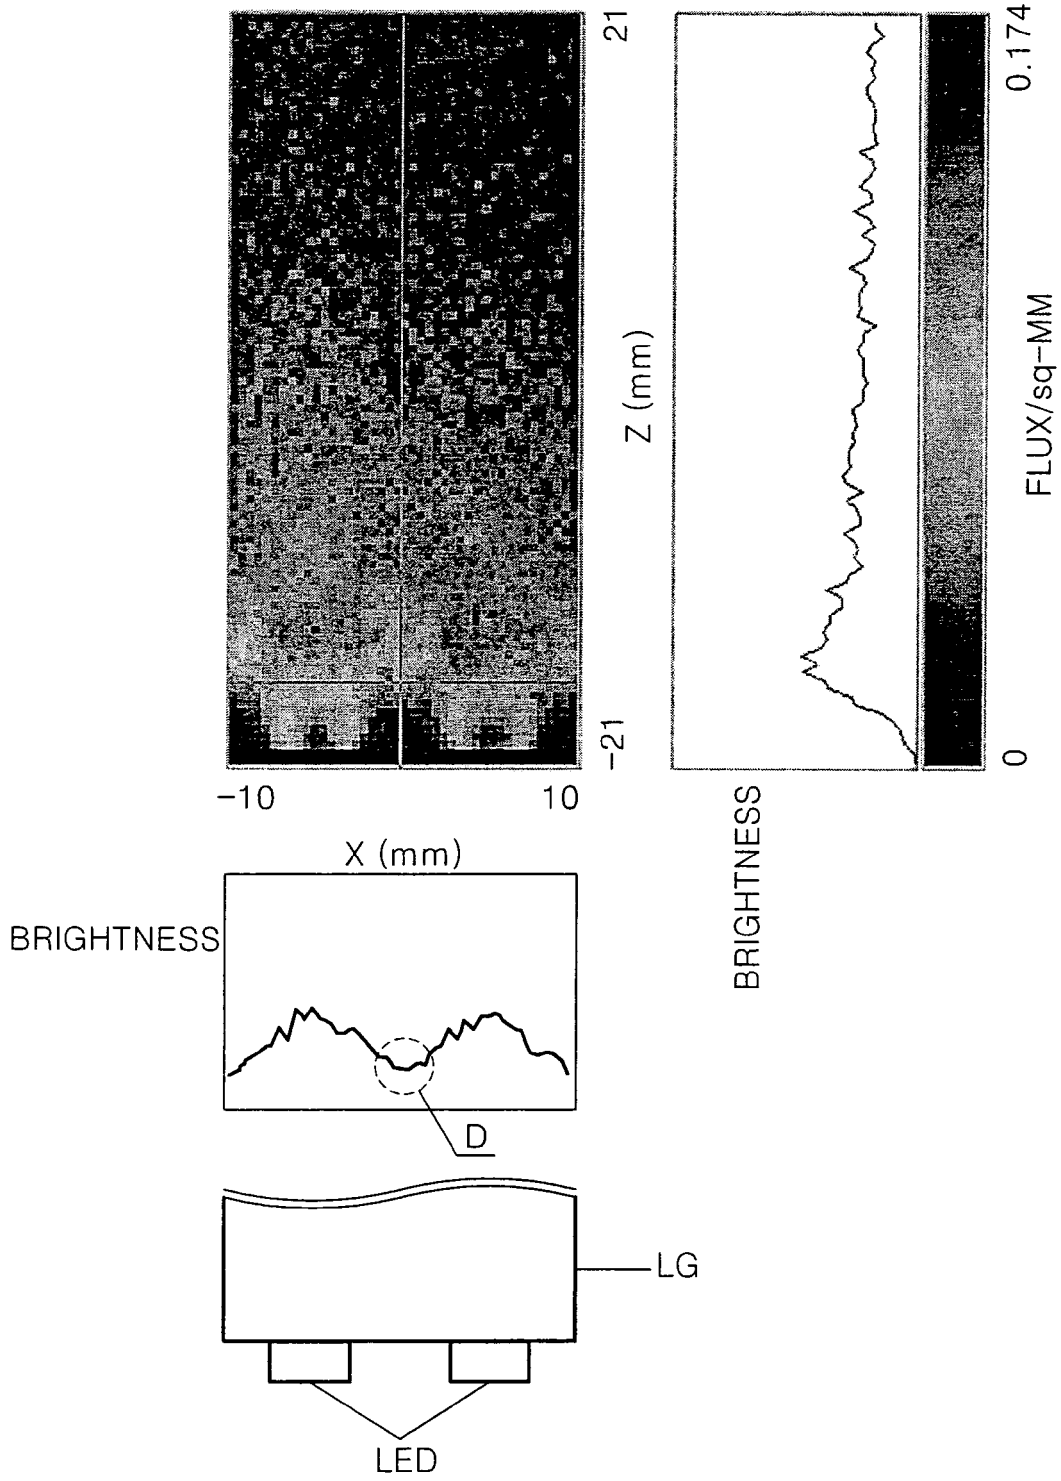 21
Z (mm)
-21
0.174
FLUX/sq-MM
0
-10
10
X (mm)
BRIGHTNESS
BRIGHTNESS
D
LG
LED